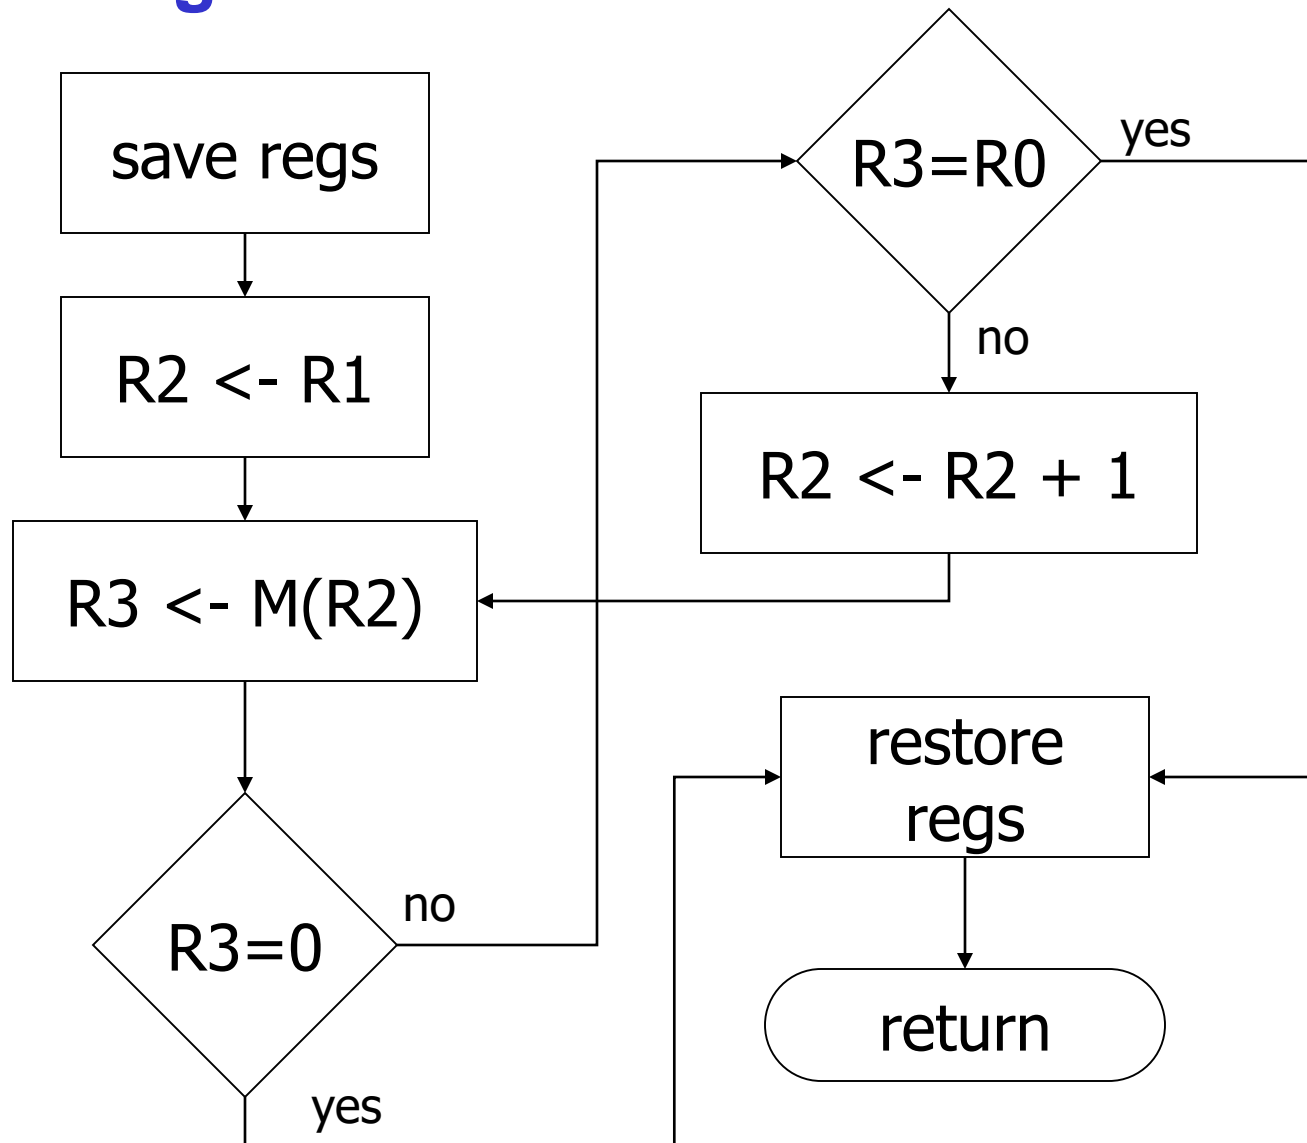 g
save regs
R2 <- R1
R3 <- M(R2)
R3=0
no
yes
R3=R0
yes
no
R2 <- R2 + 1
restore
regs
return